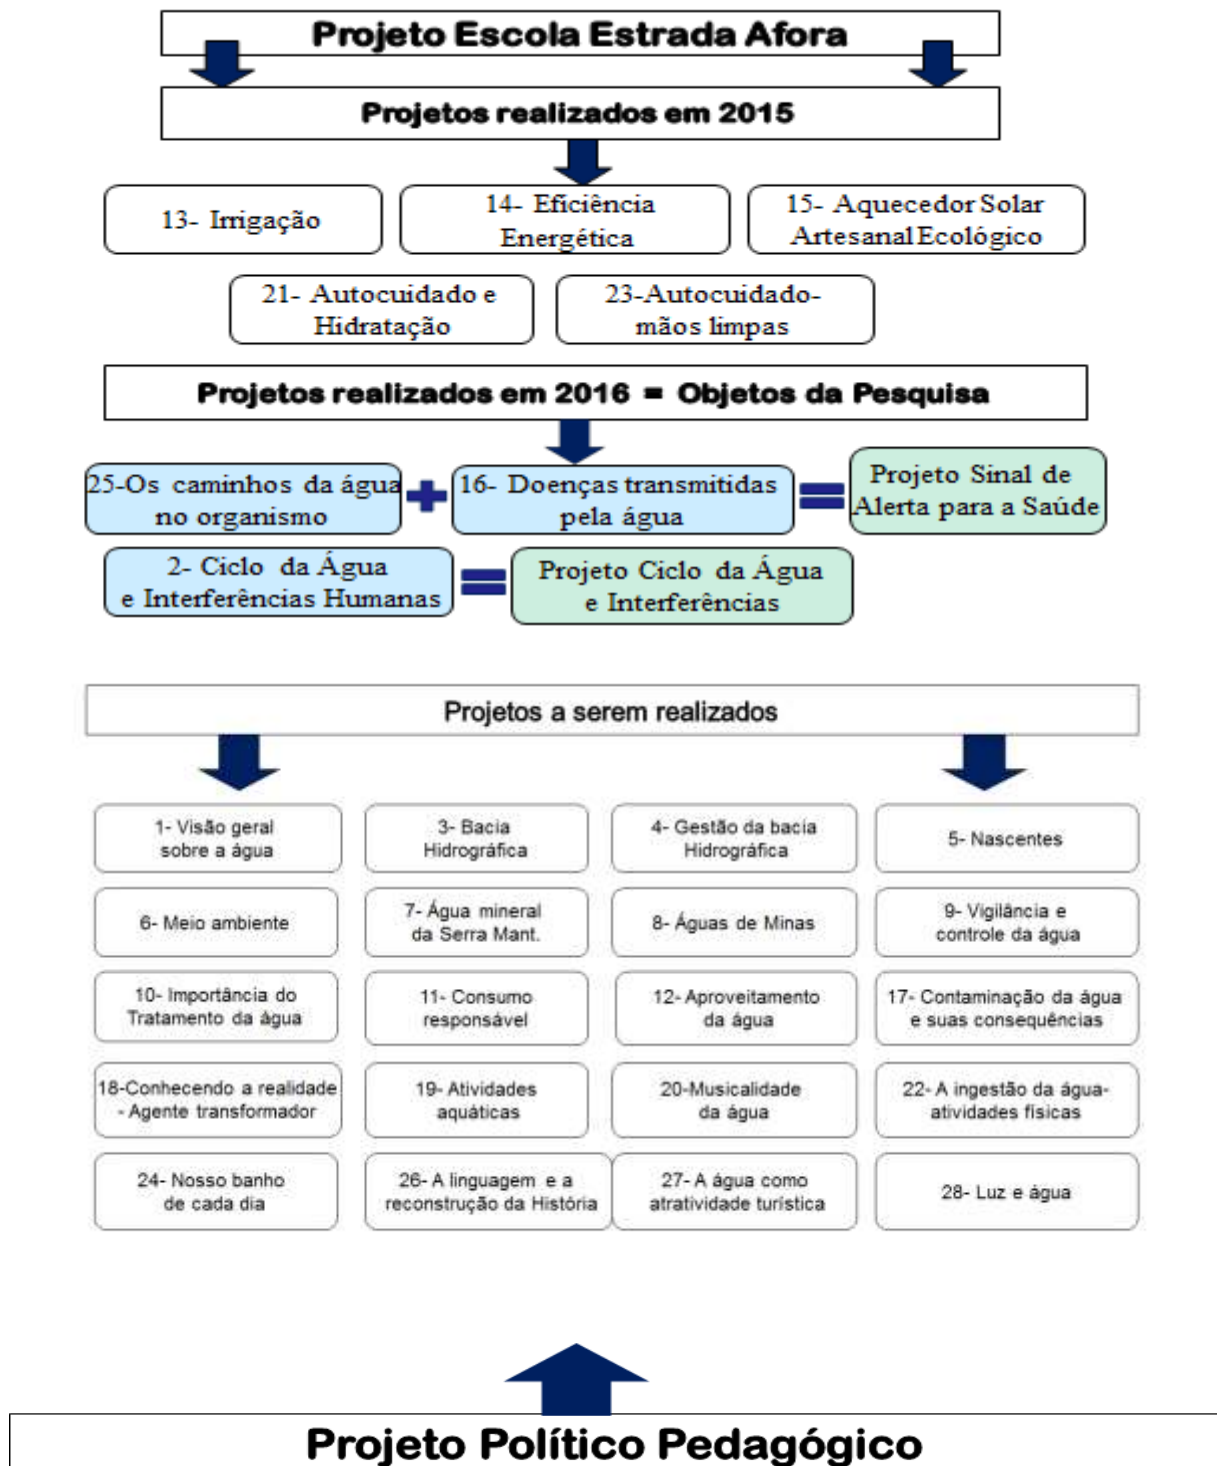 Projeto Escola Estrada Afora
Projetos realizados em 2015
13- Irrigação
14- Eficiência
Energética
15- Aquecedor Solar
Artesanal Ecológico
21- Autocuidado e
Hidratação
23-Autocuidado-
mãos limpas
Projetos realizados em 2016 = Objetos da Pesquisa
25-Os caminhos da água
no organismo
16- Doenças transmitidas
pela água
Projeto Sinal de
Alerta para a Saúde
2- Ciclo da Água
e Interferências Humanas
Projeto Ciclo da Água
e Interferências
Projetos a serem realizados
1- Visão geral
sobre a água
3- Bacia
Hidrográfica
4- Gestão da bacia
Hidrográfica
5- Nascentes
6- Meio ambiente
7- Água mineral
da Serra Mant.
8- Águas de Minas
9- Vigilância e
controle da água
10- Importância do
Tratamento da água
11- Consumo
responsável
12- Aproveitamento
da água
17- Contaminação da água
e suas consequências
18-Conhecendo a realidade
- Agente transformador
19- Atividades
aquáticas
20-Musicalidade
da água
22- A ingestão da água-
atividades físicas
24- Nosso banho
de cada dia
26- A linguagem e a
reconstrução da História
27- A água como
atratividade turística
28- Luz e água
Projeto Político Pedagógico